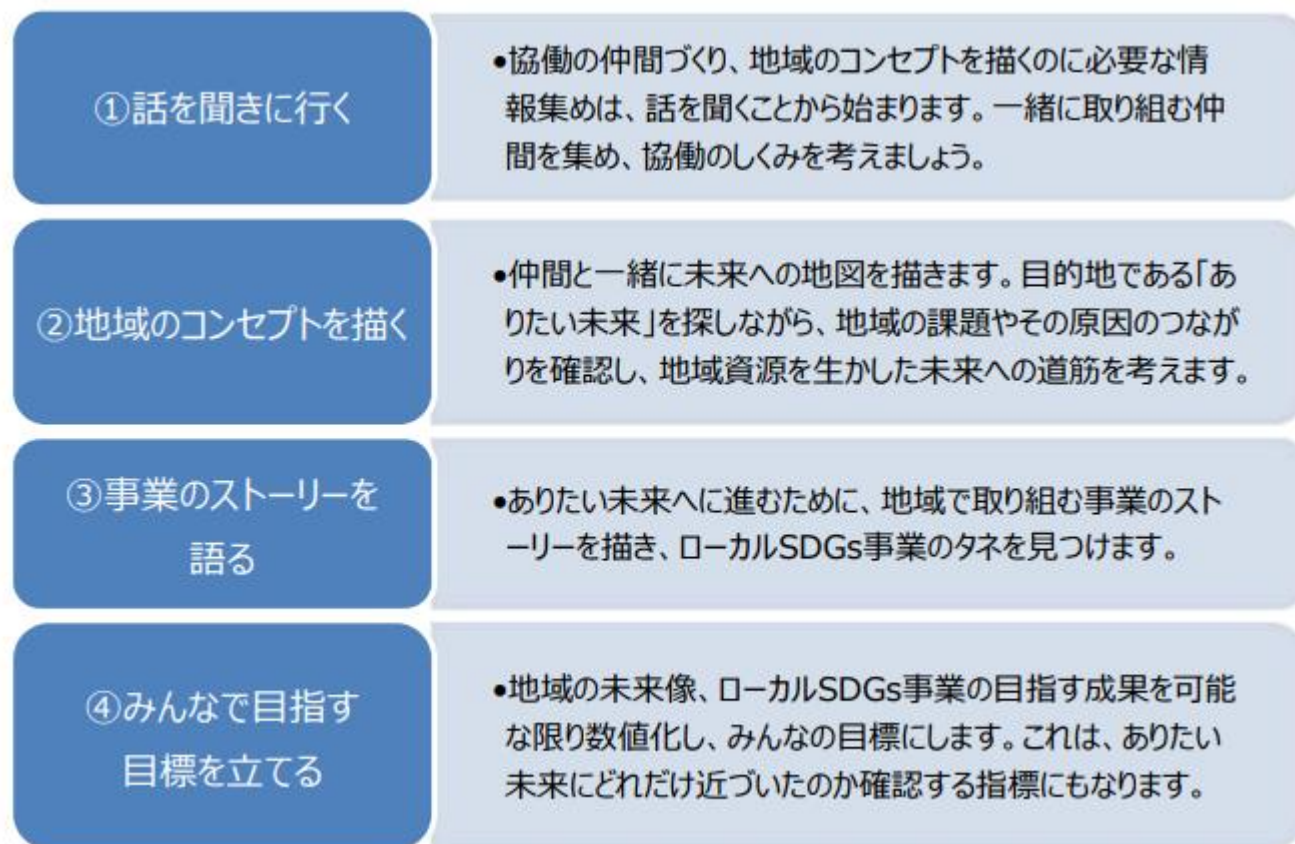 ①話を聞きに行く
•協働の仲間づくり、地域のコンセプトを描くのに必要な情
報集めは、話を聞くことから始まります。一緒に取り組む仲
間を集め、協働のしくみを考えましょう。
②地域のコンセプトを描く
•仲間と一緒に未来への地図を描きます。目的地である「あ
りたい未来」を探しながら、地域の課題やその原因のつなが
りを確認し、地域資源を生かした未来への道筋を考えます。
③事業のストーリーを
語る
•ありたい未来へに進むために、地域で取り組む事業のスト
ーリーを描き、ローカルSDGs事業のタネを見つけます。
④みんなで目指す
目標を立てる
•地域の未来像、ローカルSDGs事業の目指す成果を可能
な限り数値化し、みんなの目標にします。これは、ありたい
未来にどれだけ近づいたのか確認する指標にもなります。